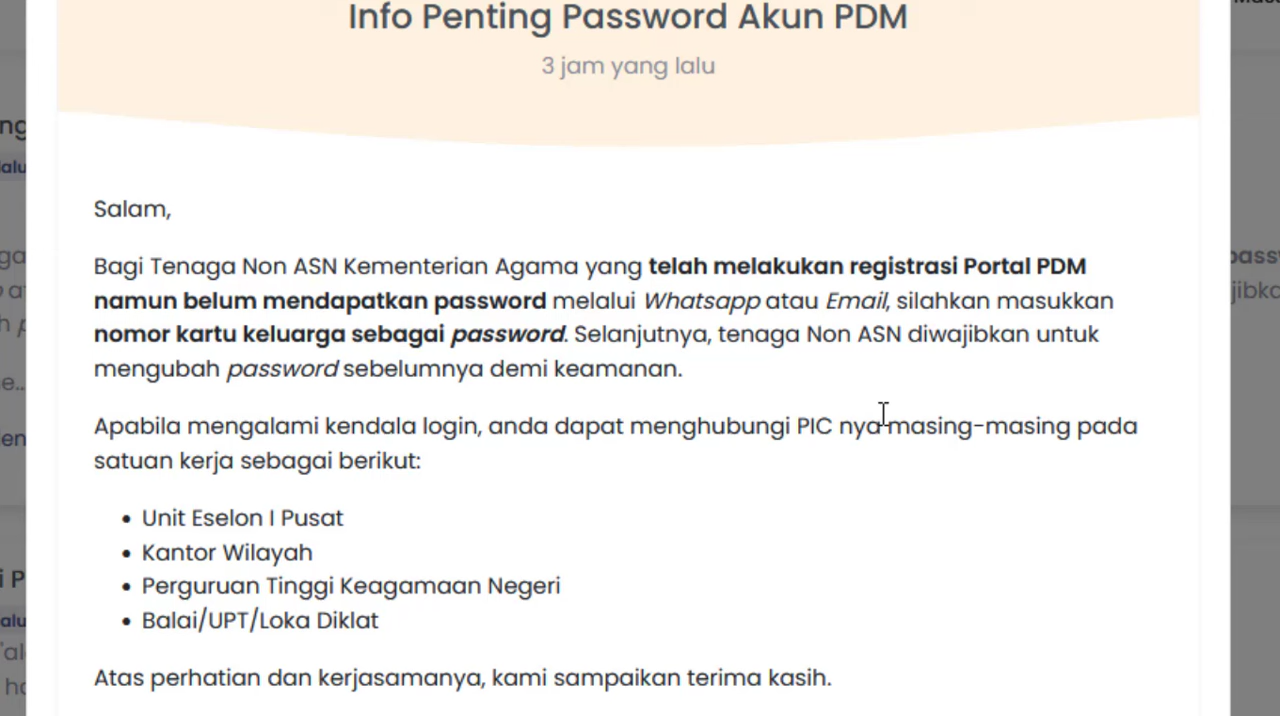 Info Penting Password Akun PDM
3 jam yang lalu
Salam,
Bagi Tenaga Non ASN Kementerian Agama yang telah melakukan registrasi Portal PDM
namun belum mendapatkan password melalui Whatsapp atau Email, silahkan masukkan
nomor kartu keluarga sebagai password. Selanjutnya, tenaga Non ASN diwajibkan untuk
mengubah password sebelumnya demi keamanan.
Apabila mengalami kendala login, anda dapat menghubungi PIC nya masing-masing pada
satuan kerja sebagai berikut:
• Unit Eselon I Pusat
• Kantor Wilayah
• Perguruan Tinggi Keagamaan Negeri
• Balai/UPT/Loka Diklat
Atas perhatian dan kerjasamanya, kami sampaikan terima kasih.